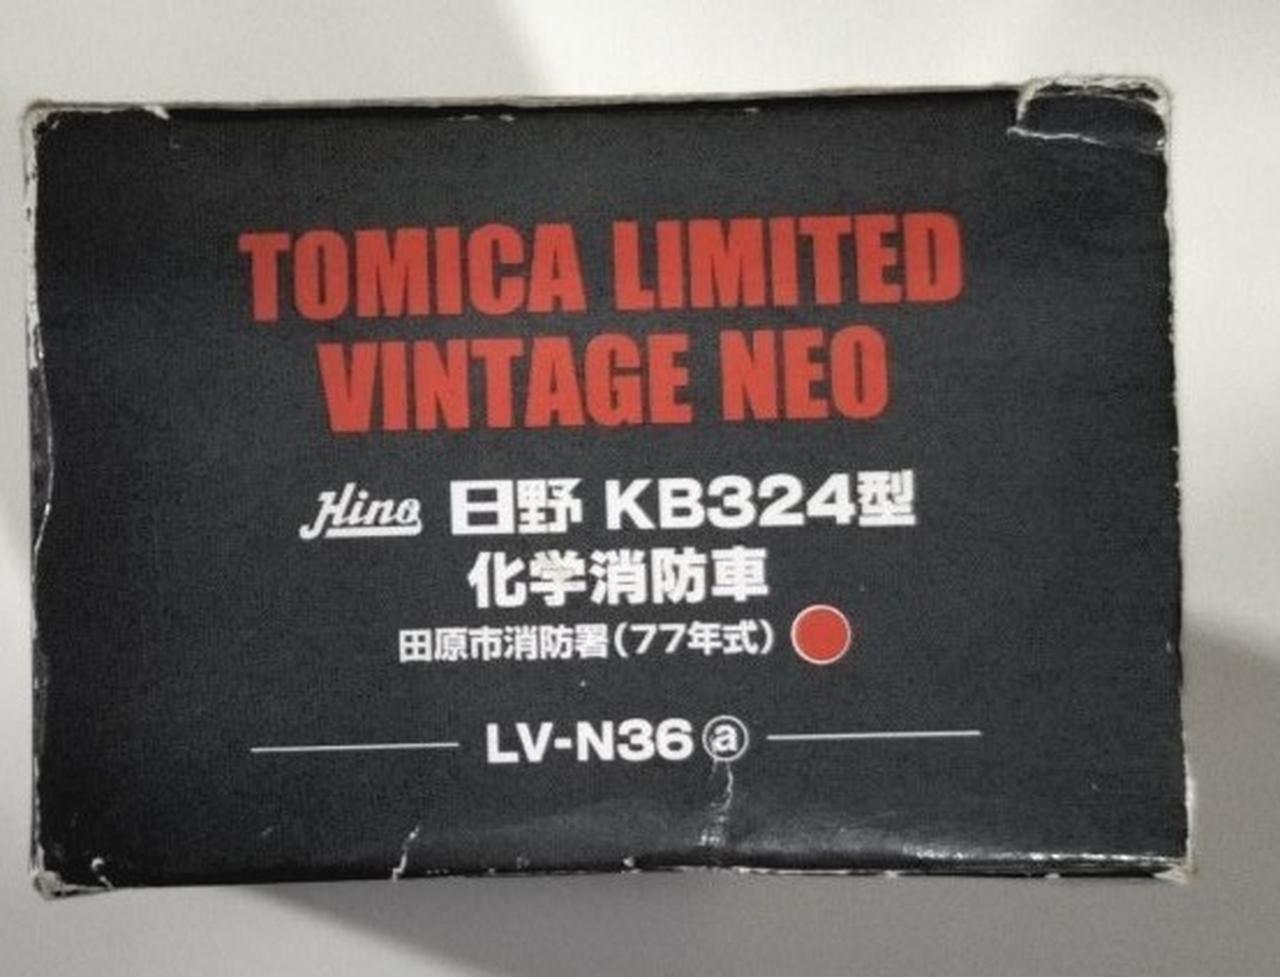 TOMICA LIMITED
VINTAGE NEO
Hino 日野 KB324型
化学消防車
田原市消防署(77年式)
LV-N36ⓐ